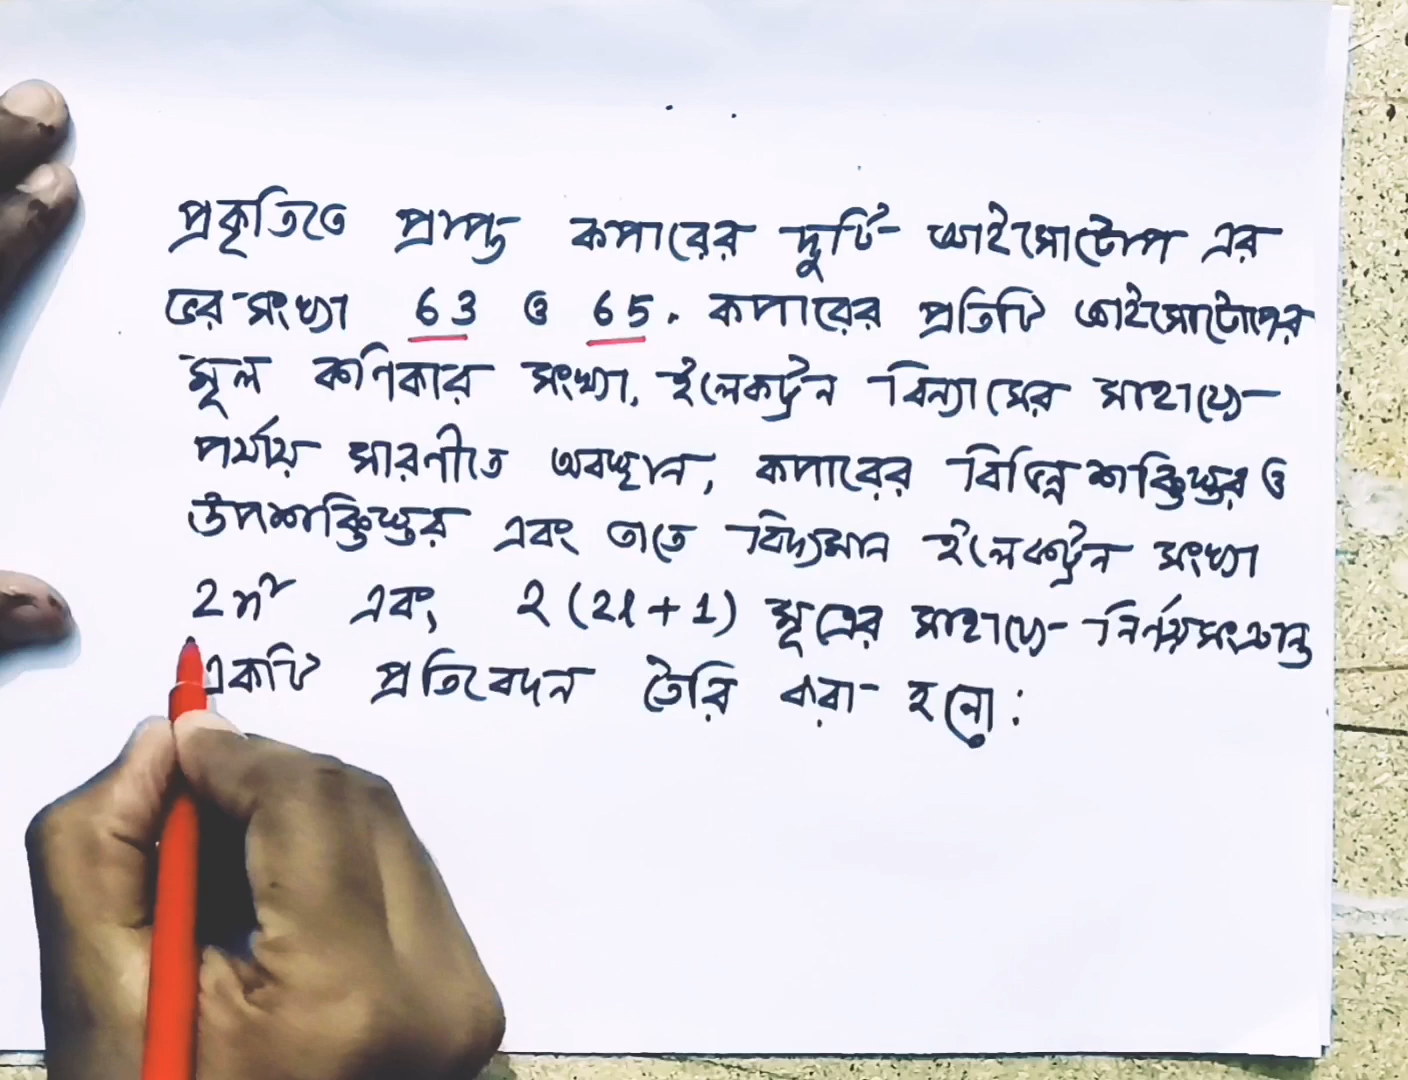 প্রকৃতিতে প্রাপ্ত কপারের দুটি আইসোটোপ এর
ভর সংখ্যা 63 ও 65. কপারের প্রতিটি আইসোটোপের
মূল কণিকার সংখ্যা, ইলেকট্রন বিন্যাসের সাহায্যে
পর্যায় সারণীতে অবস্থান, কপারের বিভিন্ন শক্তিস্তর ও
উপশক্তিস্তর এবং তাতে বিদ্যমান ইলেকট্রন সংখ্যা
2n² এবং 2(2l+1) সূত্রের সাহায্যে নির্ণয়সংক্রান্ত
একটি প্রতিবেদন তৈরি করা হলো: